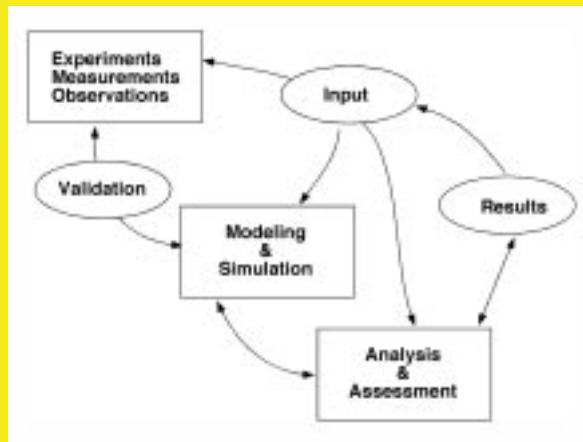 Experiments
Measurements
Observations
Input
Validation
Results
Modeling
&
Simulation
Analysis
&
Assessment